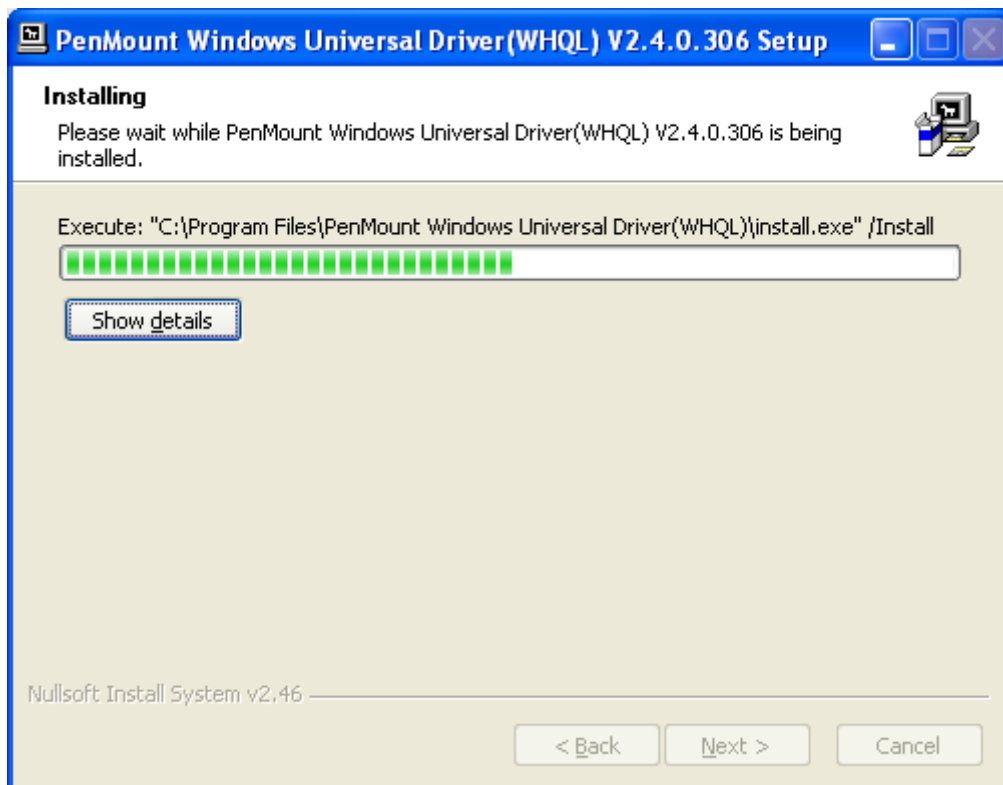 PenMount Windows Universal Driver(WHQL) V2.4.0.306 Setup
Installing
Please wait while PenMount Windows Universal Driver(WHQL) V2.4.0.306 is being
installed.
Execute: "C:\Program Files\PenMount Windows Universal Driver(WHQL)\install.exe" /Install
Show details
Nullsoft Install System v2.46
< Back
Next >
Cancel